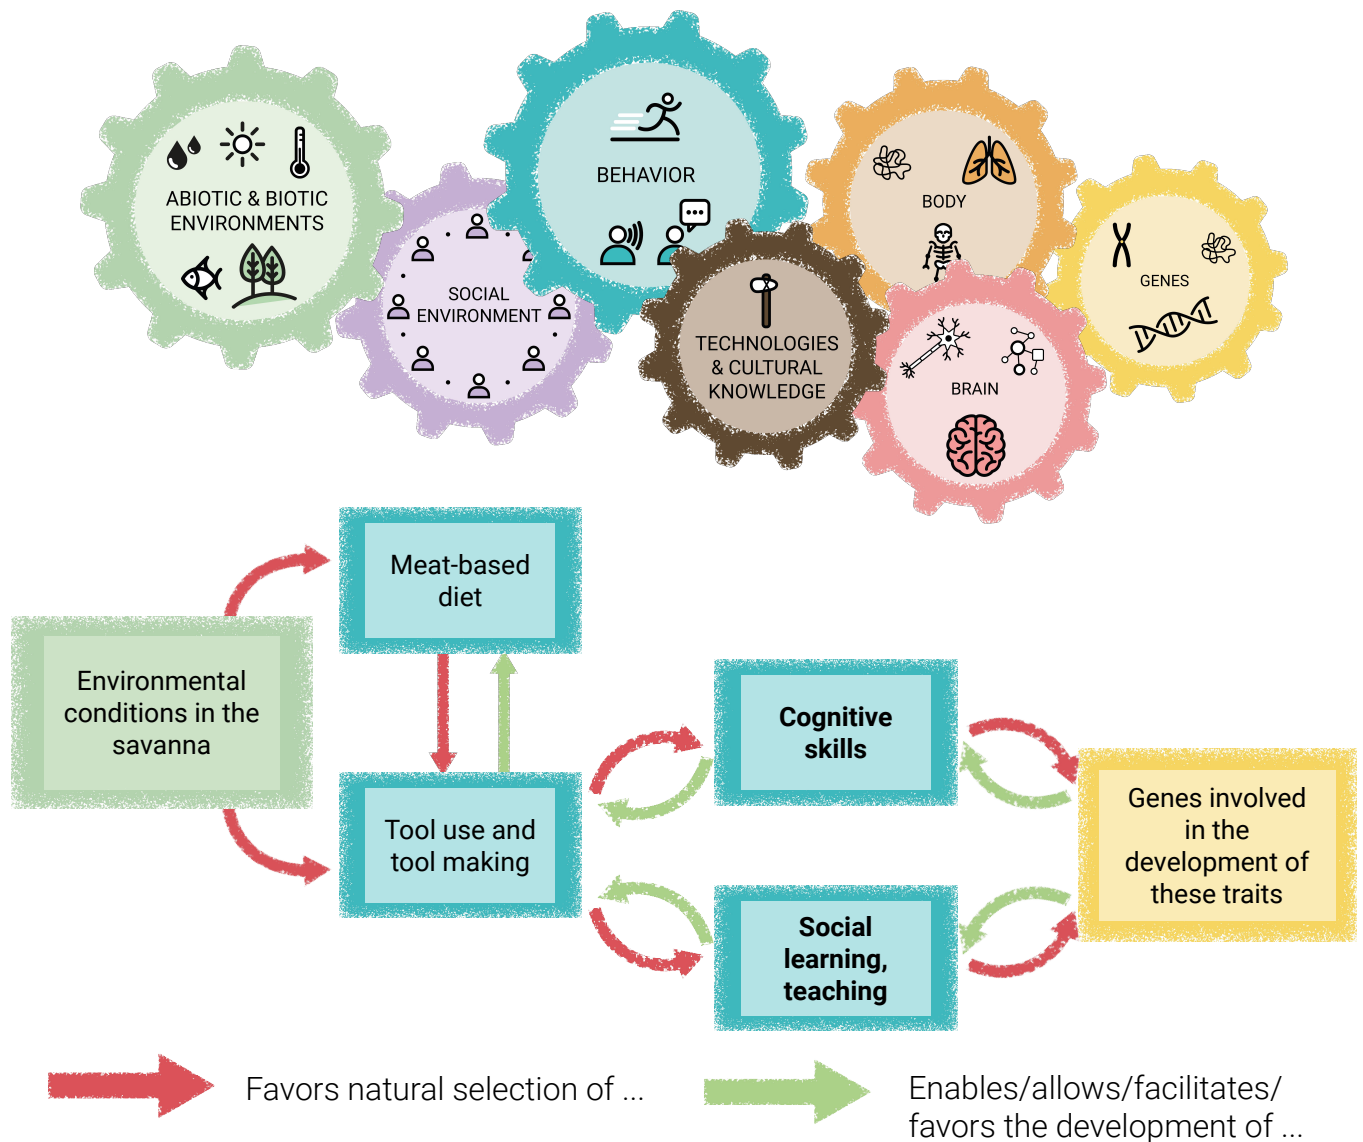 ABIOTIC & BIOTIC
ENVIRONMENTS
SOCIAL
ENVIRONMENT
BEHAVIOR
TECHNOLOGIES
& CULTURAL
KNOWLEDGE
BODY
BRAIN
GENES
Meat-based
diet
Environmental
conditions in the
savanna
Tool use and
tool making
Cognitive
skills
Social
learning,
teaching
Genes involved
in the
development of
these traits
Favors natural selection of ...
Enables/allows/facilitates/
favors the development of ...